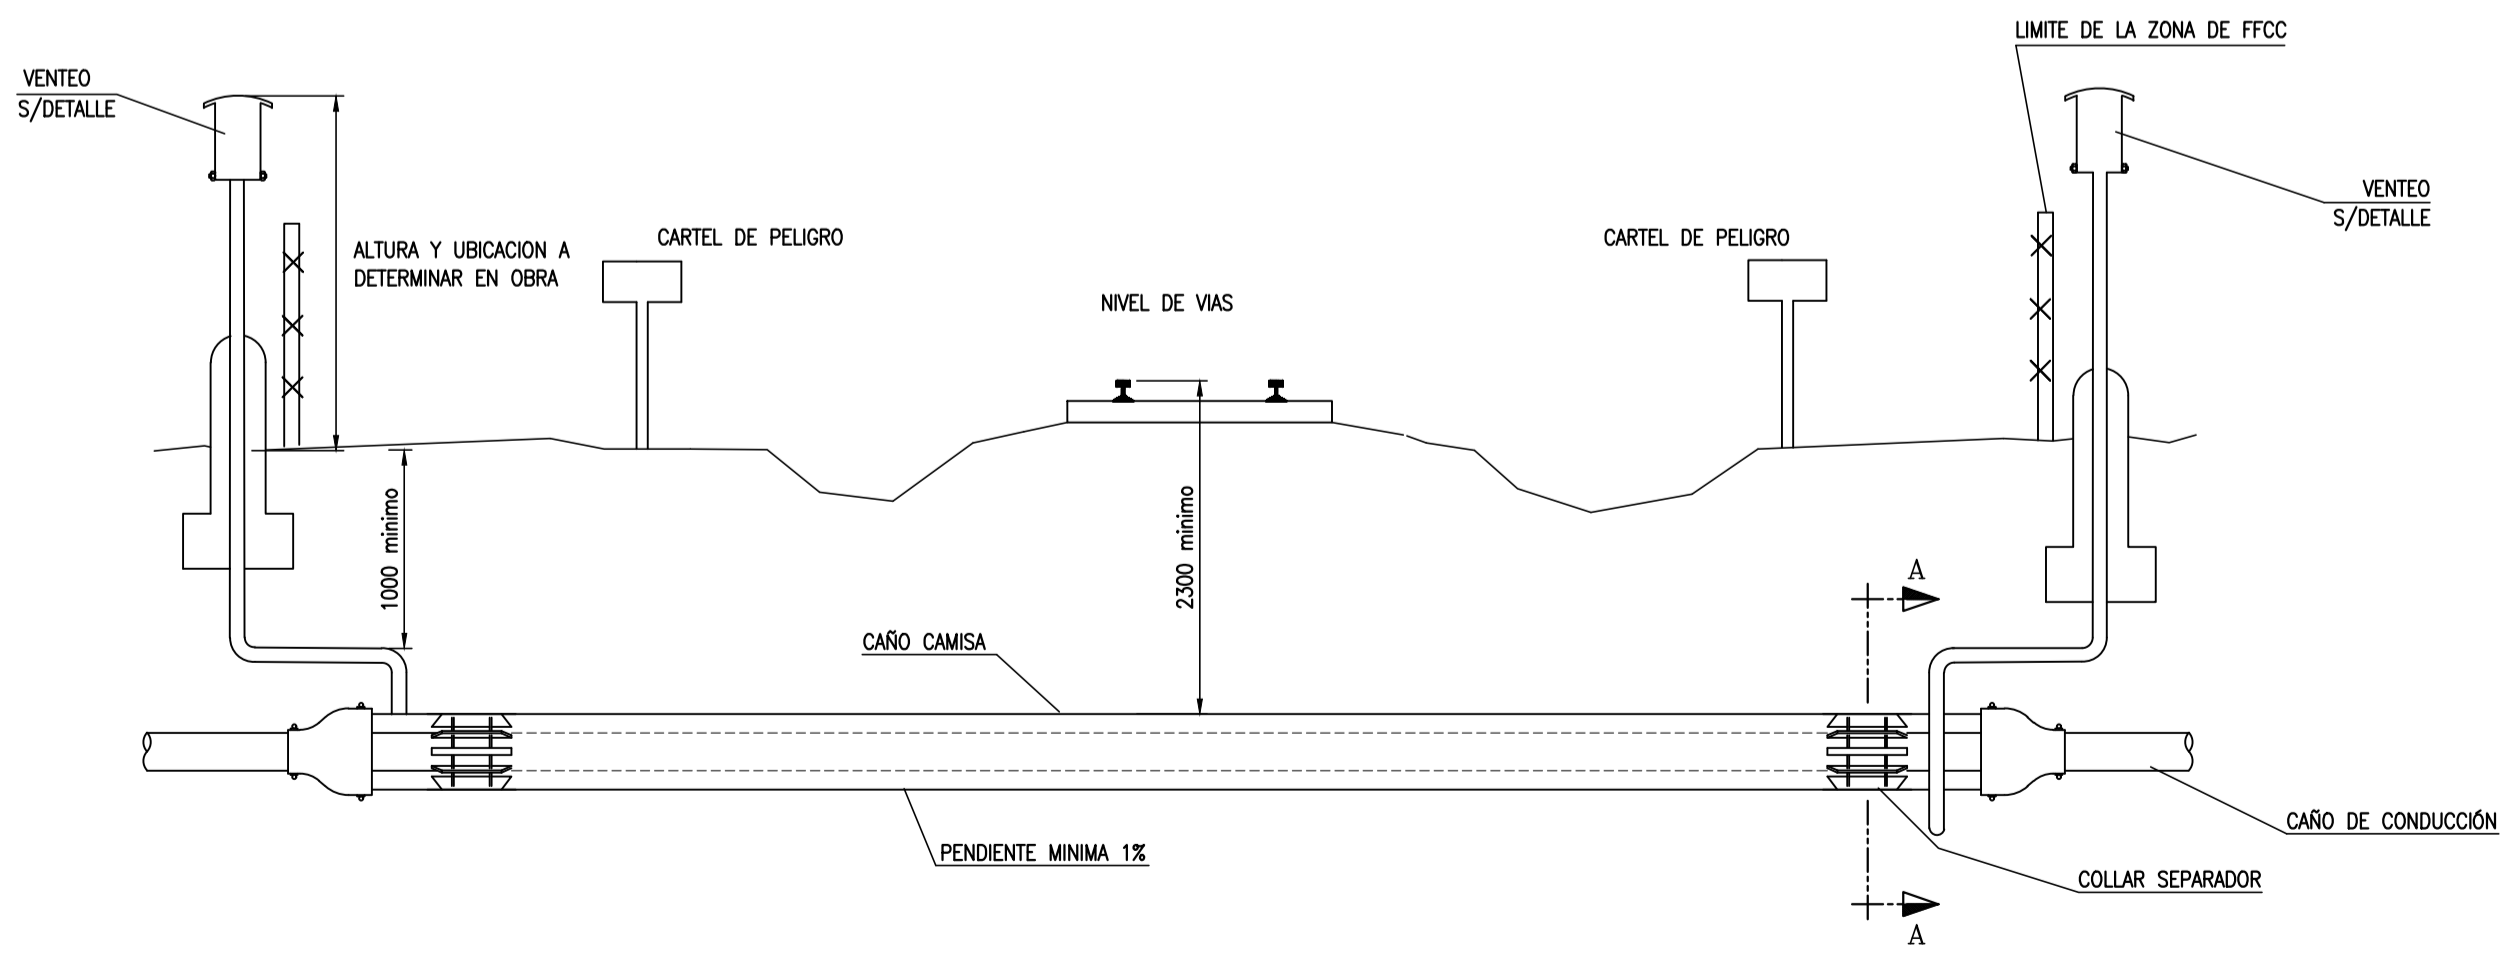 LIMITE DE LA ZONA DE FFCC
VENTEO
S/DETALLE
VENTEO
S/DETALLE
ALTURA Y UBICACION A
DETERMINAR EN OBRA
CARTEL DE PELIGRO
CARTEL DE PELIGRO
NIVEL DE VIAS
1000 minimo
2300 minimo
A
CAÑO CAMISA
CAÑO DE CONDUCCIÓN
PENDIENTE MINIMA 1%
COLLAR SEPARADOR
A